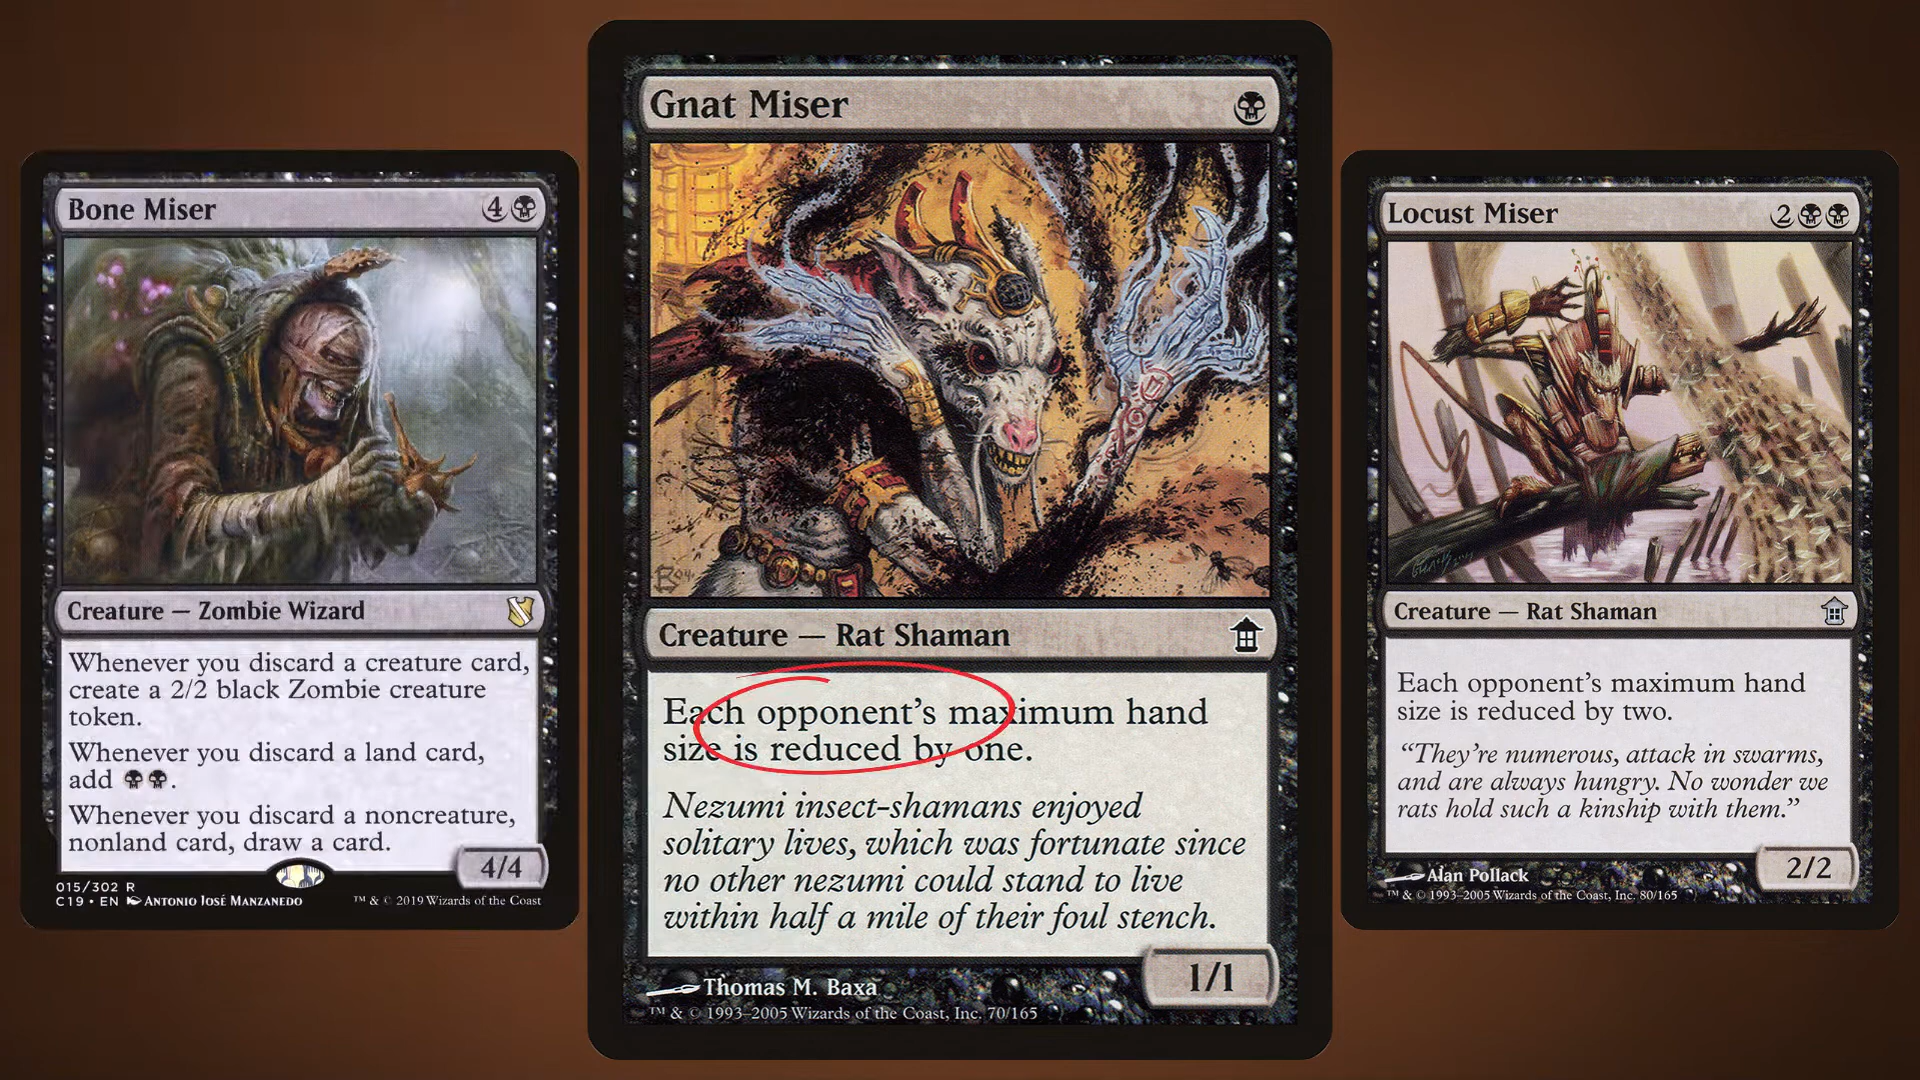 Bone Miser
4
Creature — Zombie Wizard
Whenever you discard a creature card,
create a 2/2 black Zombie creature
token.
Whenever you discard a land card,
add .
Whenever you discard a noncreature,
nonland card, draw a card.
4/4
015/302 R
C19 • EN Antonio José Manzanedo
™ & © 2019 Wizards of the Coast
Gnat Miser
Creature — Rat Shaman
Each opponent's maximum hand
size is reduced by one.
Nezumi insect-shamans enjoyed
solitary lives, which was fortunate since
no other nezumi could stand to live
within half a mile of their foul stench.
1/1
Thomas M. Baxa
™ & © 1993–2005 Wizards of the Coast, Inc. 70/165
Locust Miser
2
Creature — Rat Shaman
Each opponent's maximum hand
size is reduced by two.
“They're numerous, attack in swarms,
and are always hungry. No wonder we
rats hold such a kinship with them.”
2/2
Alan Pollack
™ & © 1993–2005 Wizards of the Coast, Inc. 80/165